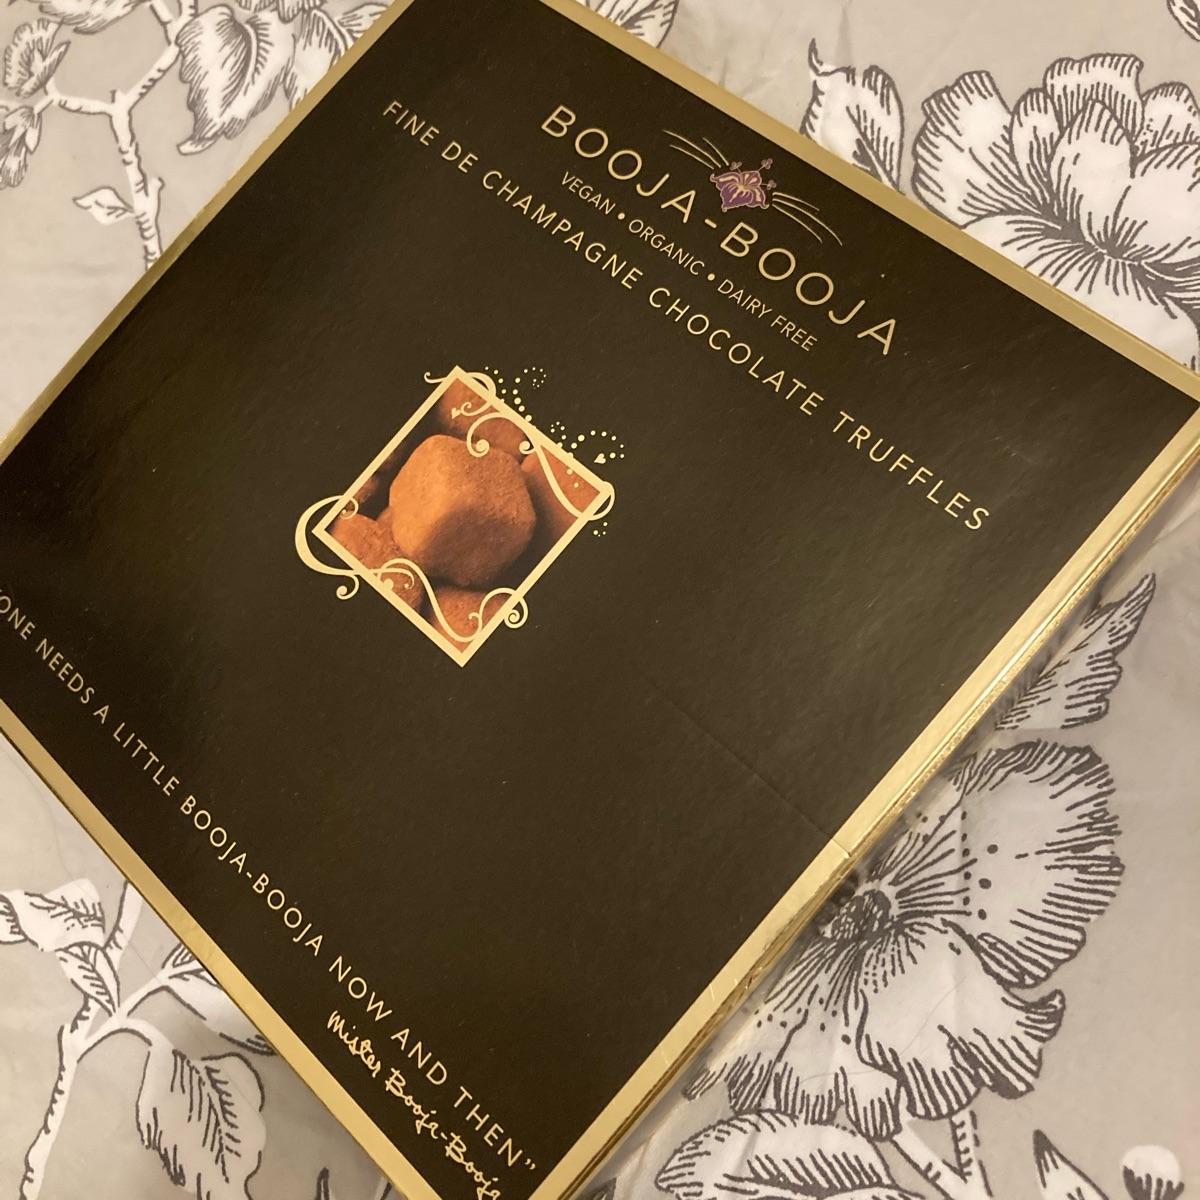 BOOJA-BOOJA
VEGAN • ORGANIC • DAIRY FREE
FINE DE CHAMPAGNE CHOCOLATE TRUFFLES
NEEDS A LITTLE BOOJA-BOOJA NOW AND THEN"
Mister Booja-Booja